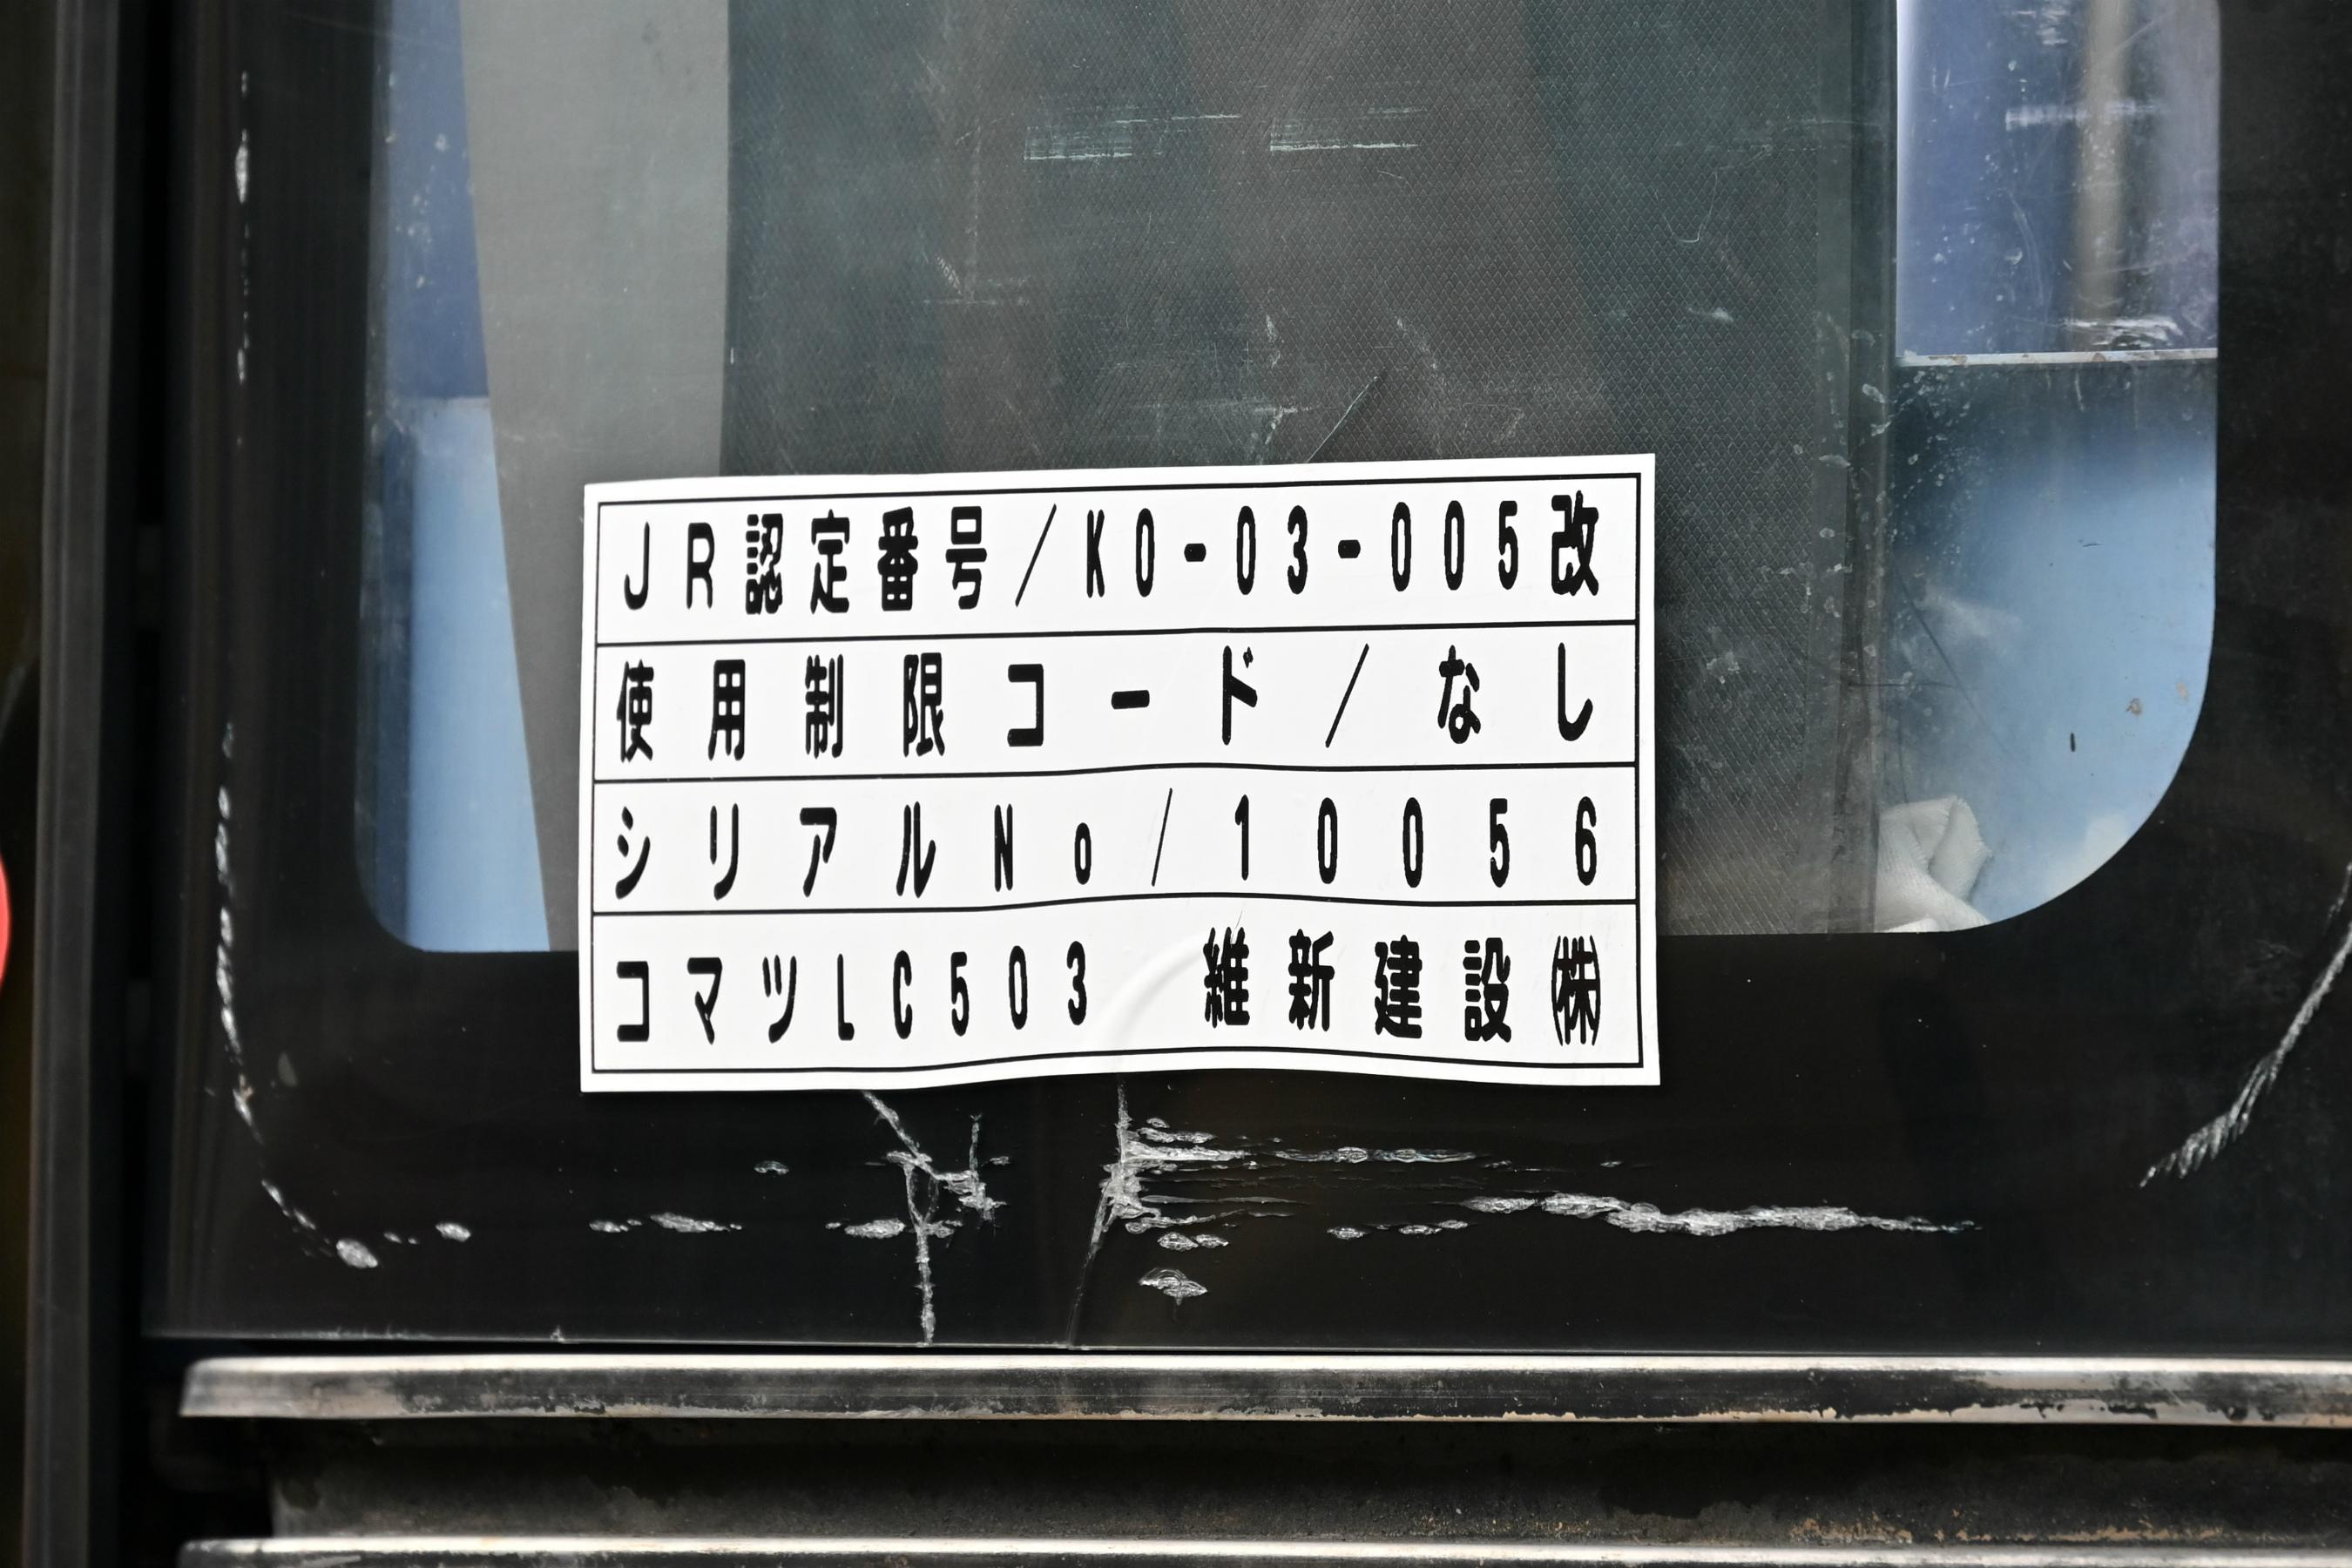 JR認定番号/K0-03-005改
使用制限コード/なし
シリアルNo/10056
コマツLC503 維新建設㈱